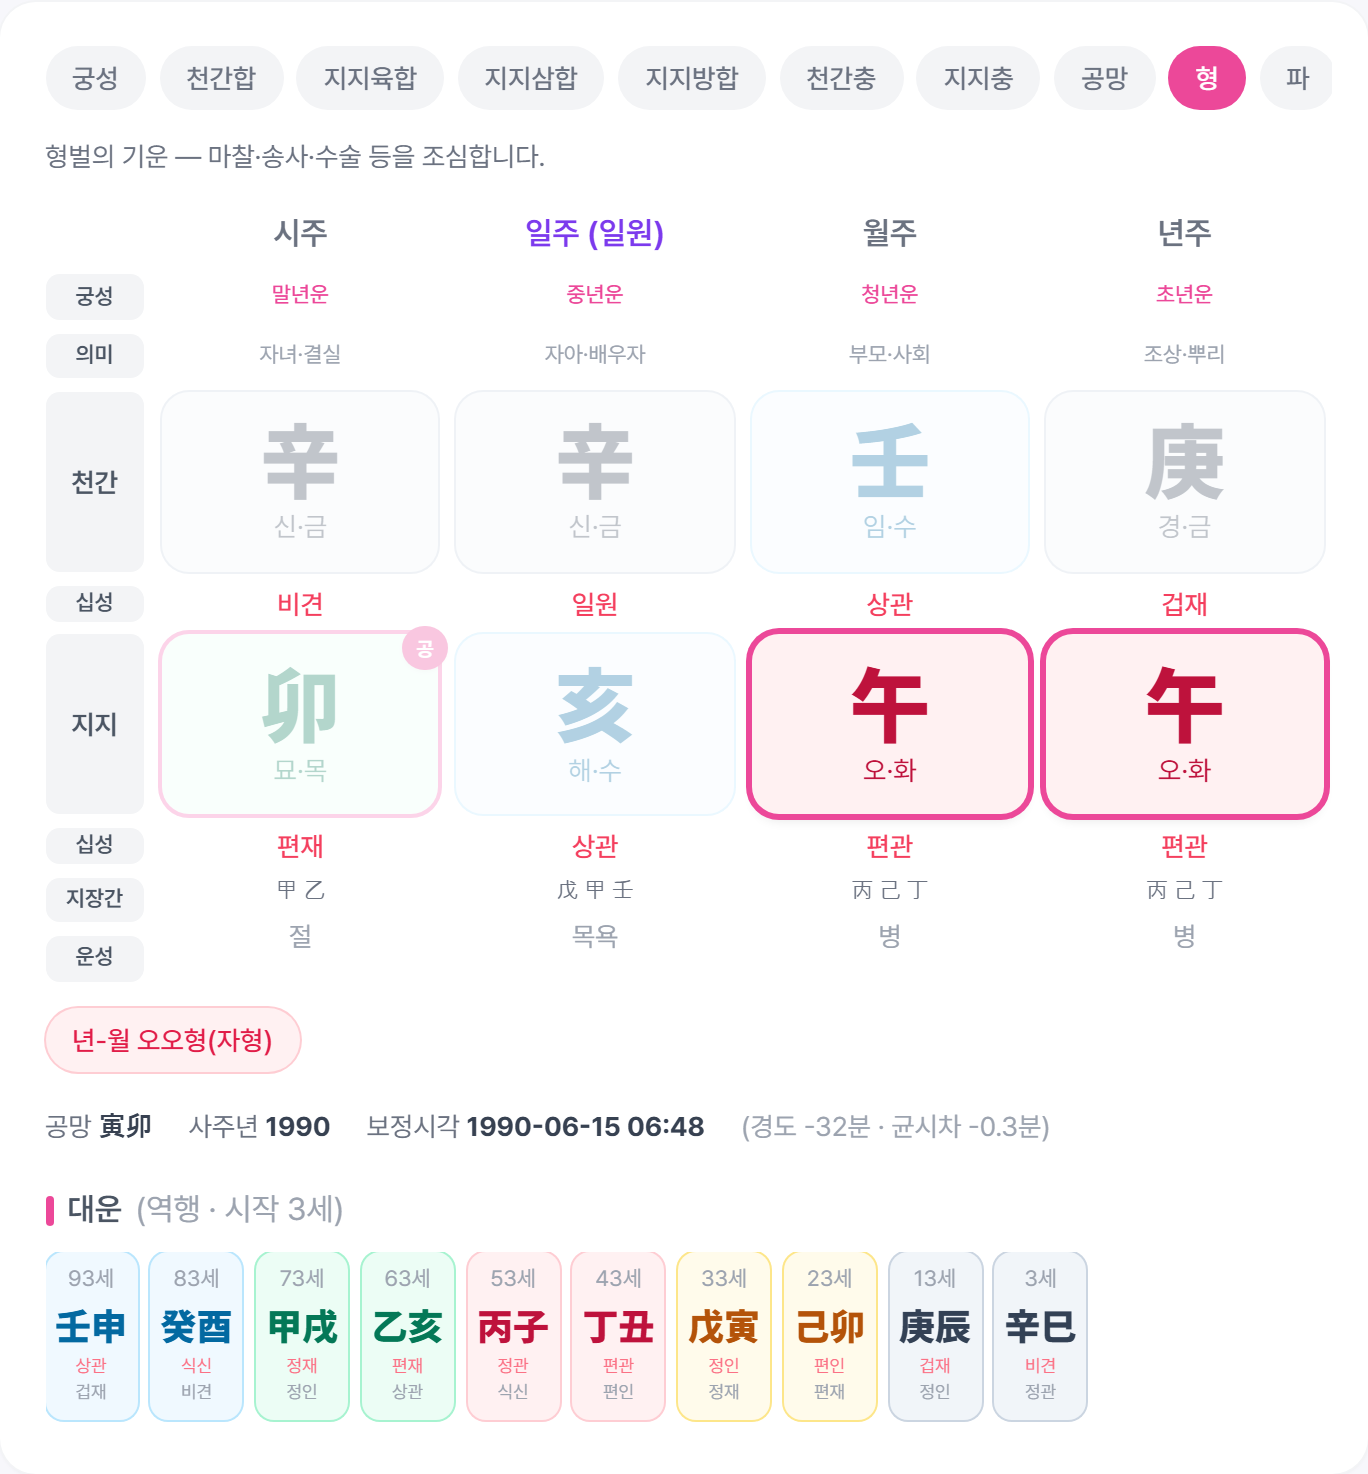 궁성 천간합 지지육합 지지삼합 지지방합 천간충 지지충 공망 형 파
형벌의 기운 — 마찰·송사·수술 등을 조심합니다.
시주 일주 (일원) 월주 년주
궁성 말년운 중년운 청년운 초년운
의미 자녀·결실 자아·배우자 부모·사회 조상·뿌리
천간 辛 辛 壬 庚
신·금 신·금 임·수 경·금
십성 비견 일원 상관 겁재
공
지지 卯 亥 午 午
묘·목 해·수 오·화 오·화
십성 편재 상관 편관 편관
지장간 甲 乙 戊 甲 壬 丙 己 丁 丙 己 丁
운성 절 목욕 병 병
년-월 오오형(자형)
공망 寅卯 사주년 1990 보정시각 1990-06-15 06:48 (경도 -32분 · 균시차 -0.3분)
대운 (역행 · 시작 3세)
93세 83세 73세 63세 53세 43세 33세 23세 13세 3세
壬申 癸酉 甲戌 乙亥 丙子 丁丑 戊寅 己卯 庚辰 辛巳
상관 식신 정재 편재 정관 편관 정인 편인 겁재 비견
겁재 비견 정인 상관 식신 편인 정재 편재 정인 정관